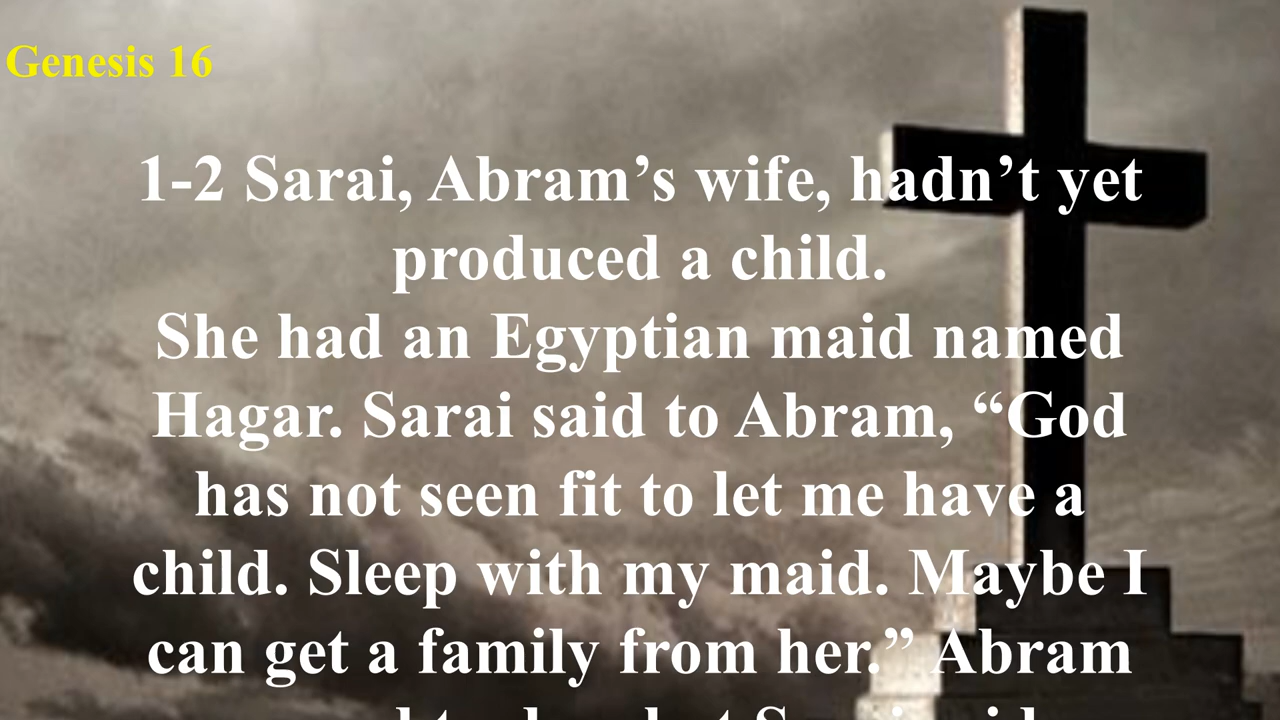 Genesis 16
1-2 Sarai, Abram’s wife, hadn’t yet
produced a child.
She had an Egyptian maid named
Hagar. Sarai said to Abram, “God
has not seen fit to let me have a
child. Sleep with my maid. Maybe I
can get a family from her.” Abram